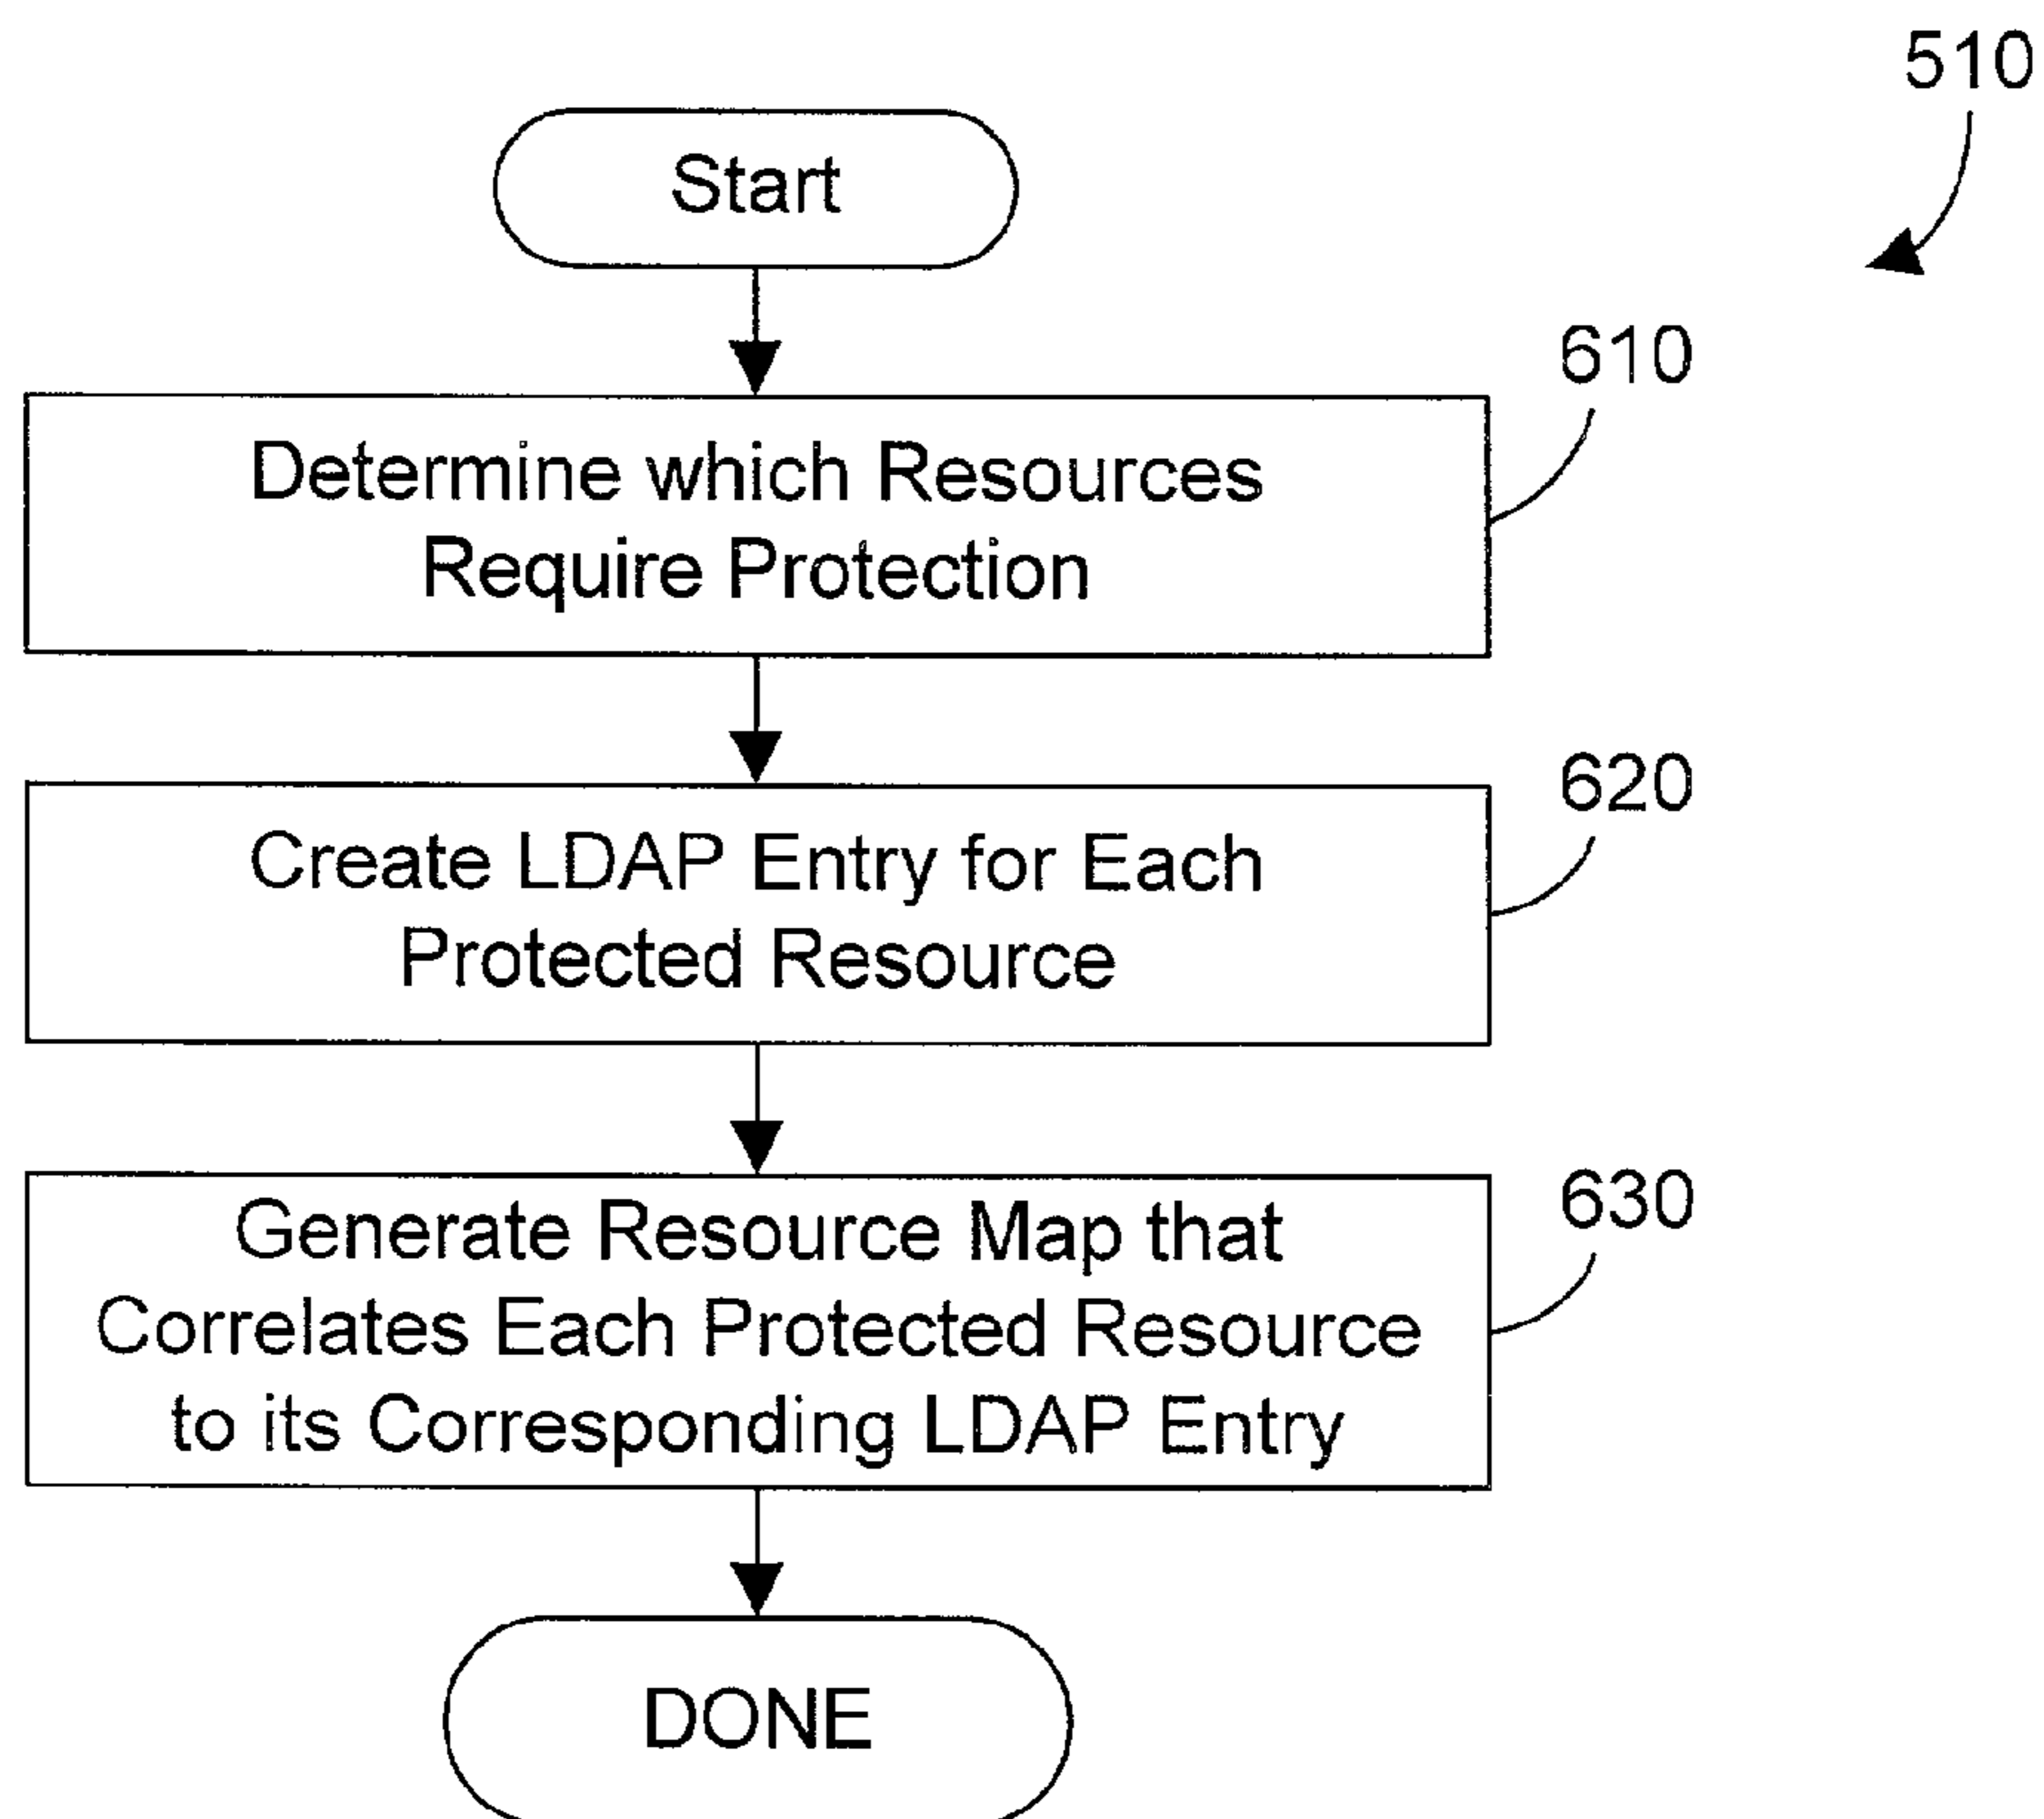 510
Start
610
Determine which Resources
Require Protection
620
Create LDAP Entry for Each
Protected Resource
630
Generate Resource Map that
Correlates Each Protected Resource
to its Corresponding LDAP Entry
DONE